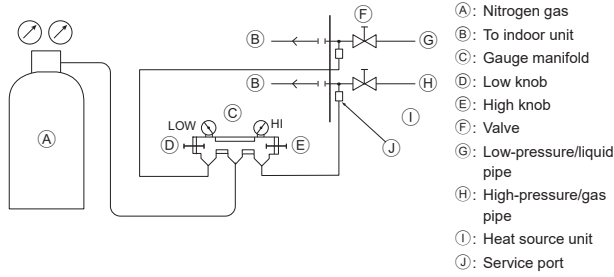 Ⓕ
Ⓑ
Ⓖ
Ⓑ
Ⓗ
Ⓒ
Ⓘ
LOW
HI
Ⓐ
Ⓓ
Ⓔ
Ⓙ
Ⓐ: Nitrogen gas
Ⓑ: To indoor unit
Ⓒ: Gauge manifold
Ⓓ: Low knob
Ⓔ: High knob
Ⓕ: Valve
Ⓖ: Low-pressure/liquid
pipe
Ⓗ: High-pressure/gas
pipe
Ⓘ: Heat source unit
Ⓙ: Service port